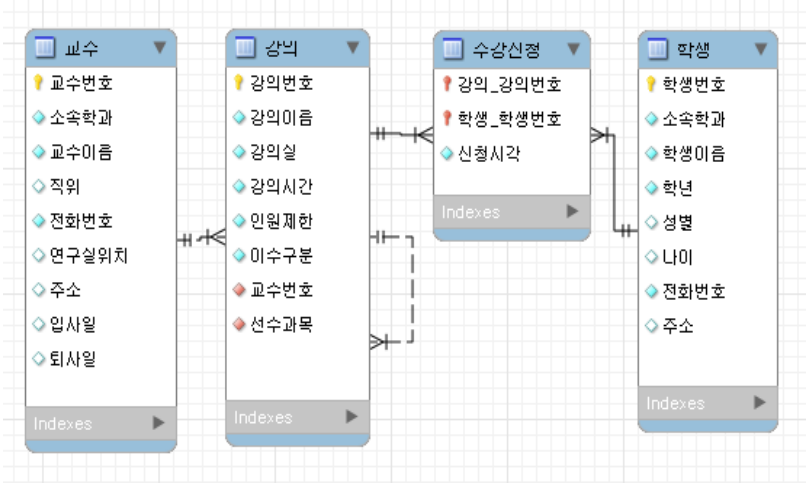 교수
교수번호
소속학과
교수이름
직위
전화번호
연구실위치
주소
입사일
퇴사일
Indexes
강의
강의번호
강의이름
강의실
강의시간
인원제한
이수구분
교수번호
선수과목
Indexes
수강신청
강의_강의번호
학생_학생번호
신청시각
Indexes
학생
학생번호
소속학과
학생이름
학년
성별
나이
전화번호
주소
Indexes